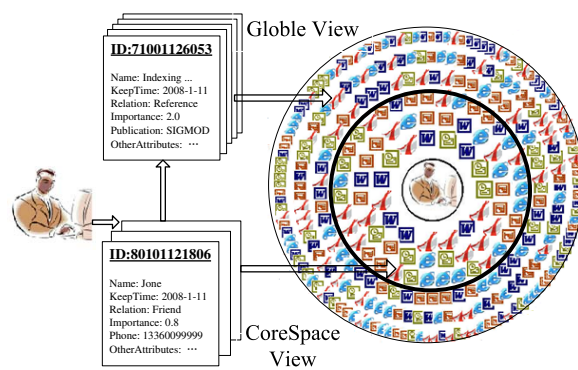 Globle View
ID:71001126053
Name: Indexing ...
KeepTime: 2008-1-11
Relation: Reference
Importance: 2.0
Publication: SIGMOD
OtherAttributes: ...
ID:80101121806
Name: Jone
KeepTime: 2008-1-11
Relation: Friend
Importance: 0.8
Phone: 13360099999
OtherAttributes: ...
CoreSpace
View